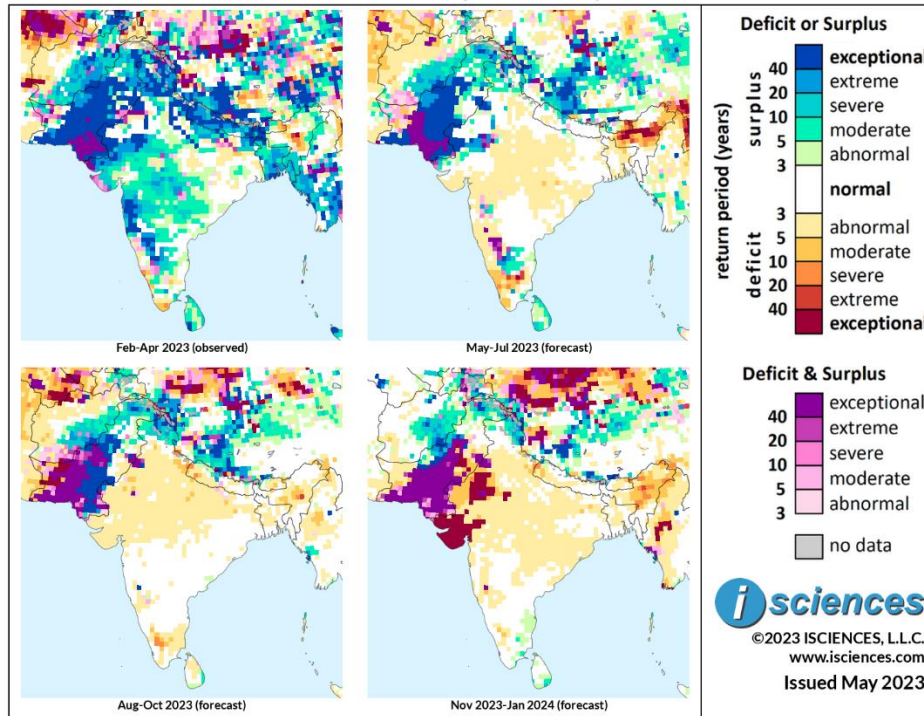 Feb-Apr 2023 (observed)
May-Jul 2023 (forecast)
Aug-Oct 2023 (forecast)
Nov 2023-Jan 2024 (forecast)
Deficit or Surplus
return period (years)
surplus
deficit
40
20
10
5
3
3
5
10
20
40
exceptional
extreme
severe
moderate
abnormal
normal
abnormal
moderate
severe
extreme
exceptional
Deficit & Surplus
40
20
10
5
3
exceptional
extreme
severe
moderate
abnormal
no data
i sciences
©2023 ISCIENCES, L.L.C.
www.isciences.com
Issued May 2023